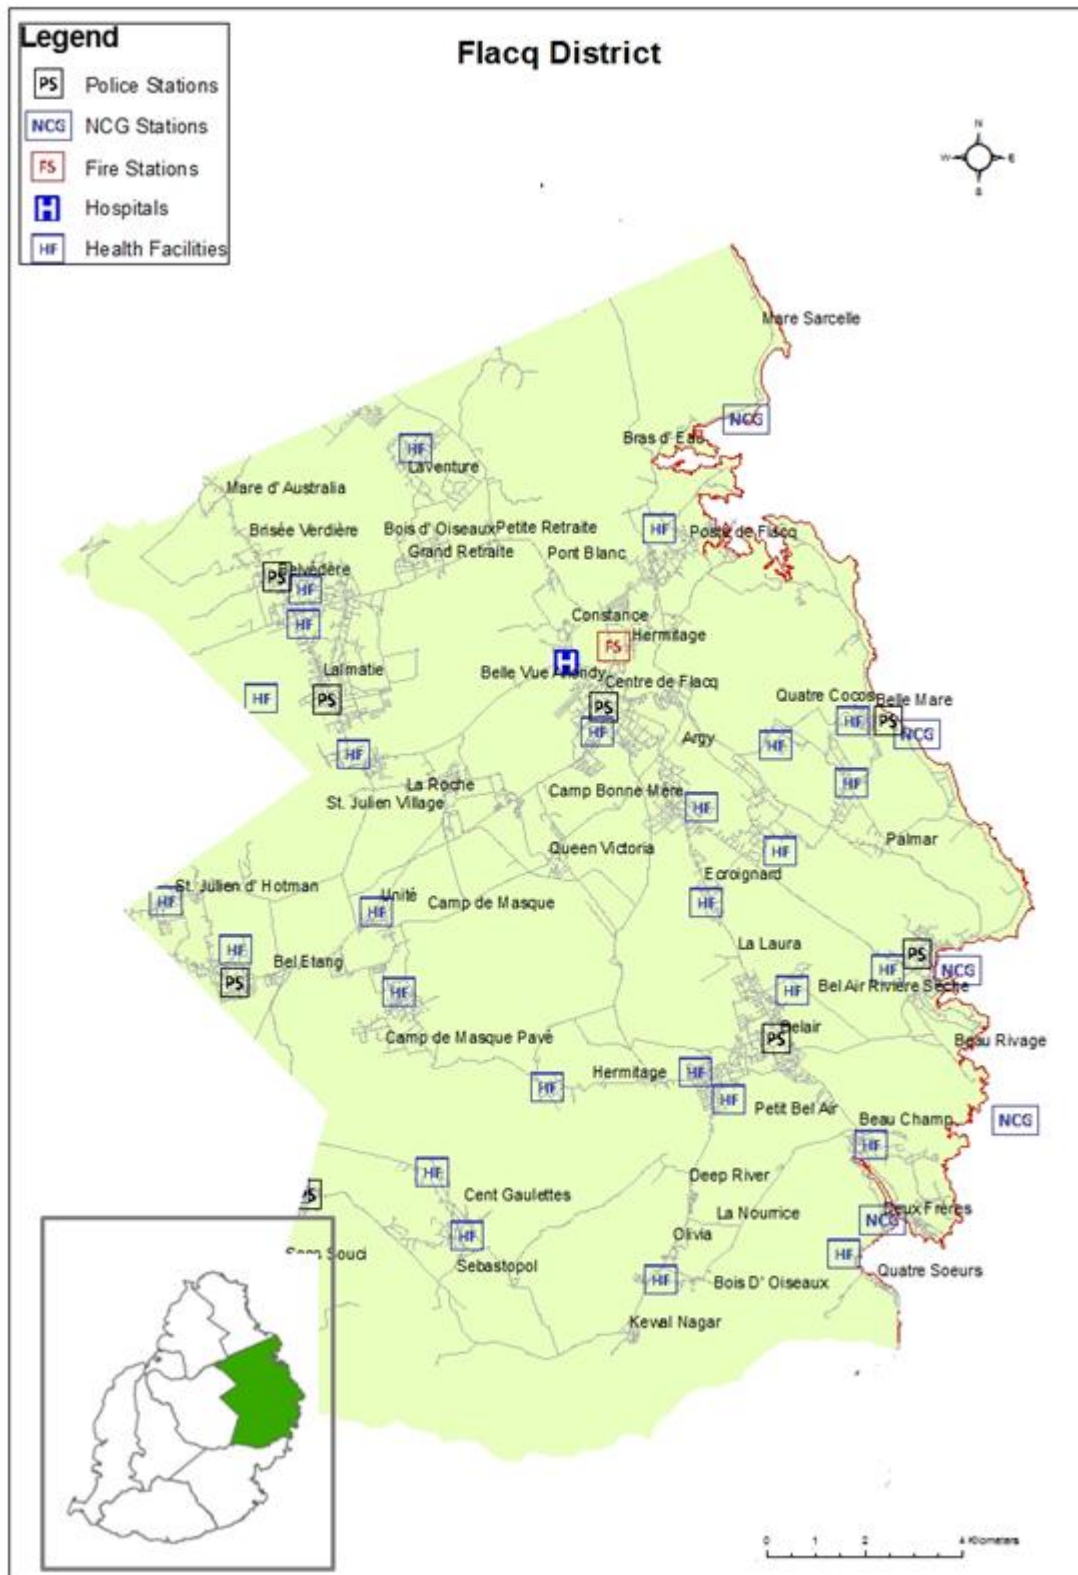 Legend
Flacq District
PS Police Stations
NCG NCG Stations
FS Fire Stations
H Hospitals
HF Health Facilities
N
W E
S
Mare Sarcelle
NCG
Bras d' Eau
HF
Laventure
Mare d' Australia
Brisée Verdière
Bois d' Oiseaux
Petite Retraite
HF
Poste de Flacq
Grand Retraite
Pont Blanc
PS
Belvédère
HF
HF
Constance
FS
Hermitage
H
Lalmatie
Belle Vue
Centre de Flacq
HF
PS
PS
HF
Quatre Cocos
Belle Mare
HF
PS
NCG
Argy
HF
HF
La Roche
St. Julien Village
Camp Bonne Mère
HF
HF
Queen Victoria
Palmar
HF
Ecroignard
St. Julien d' Hotman
HF
Unité
HF
Camp de Masque
HF
HF
La Laura
PS
Bel Etang
PS
HF
NCG
HF
HF
Bel Air Rivière Sèche
Belair
PS
Camp de Masque Pavé
Beau Rivage
Hermitage
HF
HF
HF
Petit Bel Air
Beau Champ
NCG
HF
HF
Deep River
Cent Gaulettes
PS
La Nourrice
Deux Frères
NCG
HF
Olivia
Sans Souci
HF
Sebastopol
Quatre Soeurs
HF
Bois D' Oiseaux
Kewal Nagar
0 1 2 4 Kilometers